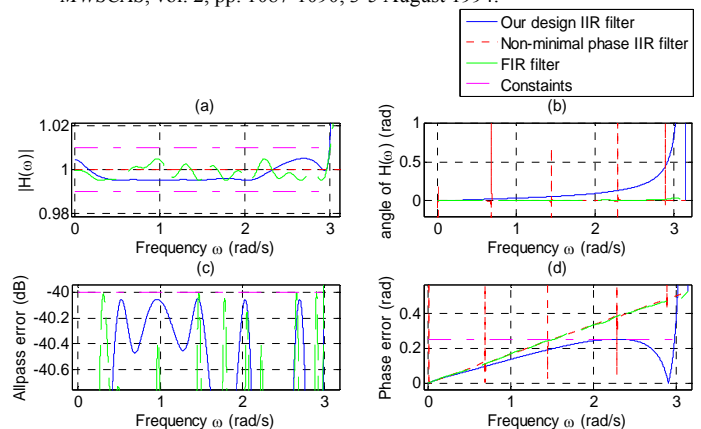 MWSCAS, vol. 2, pp. 1087-1090, 3-5 August 1994.
Our design IIR filter
Non-minimal phase IIR filter
FIR filter
Constaints
(a)
|H(ω)|
1.02
1
0.98
0 1 2 3
Frequency ω (rad/s)
(b)
angle of H(ω) (rad)
1
0.5
0
0 1 2 3
Frequency ω (rad/s)
(c)
Allpass error (dB)
-40
-40.2
-40.4
-40.6
0 1 2 3
Frequency ω (rad/s)
(d)
Phase error (rad)
0.4
0.2
0
0 1 2 3
Frequency ω (rad/s)